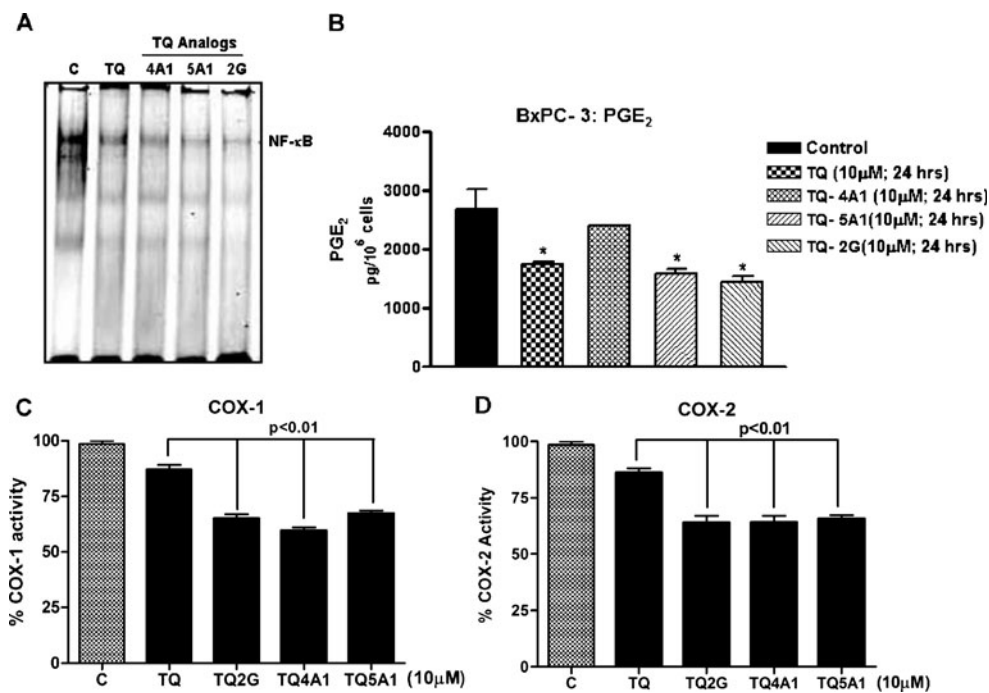 A
TQ Analogs
C TQ 4A1 5A1 2G
NF-κB
B
BxPC- 3: PGE2
PGE2
pg/10^6 cells
4000
3000
2000
1000
0
*
*
*
Control
TQ (10μM; 24 hrs)
TQ- 4A1 (10μM; 24 hrs)
TQ- 5A1(10μM; 24 hrs)
TQ- 2G(10μM; 24 hrs)
C
COX-1
p<0.01
% COX-1 activity
100
75
50
25
0
C TQ TQ2G TQ4A1 TQ5A1 (10μM)
D
COX-2
p<0.01
% COX-2 Activity
100
75
50
25
0
C TQ TQ2G TQ4A1 TQ5A1 (10μM)